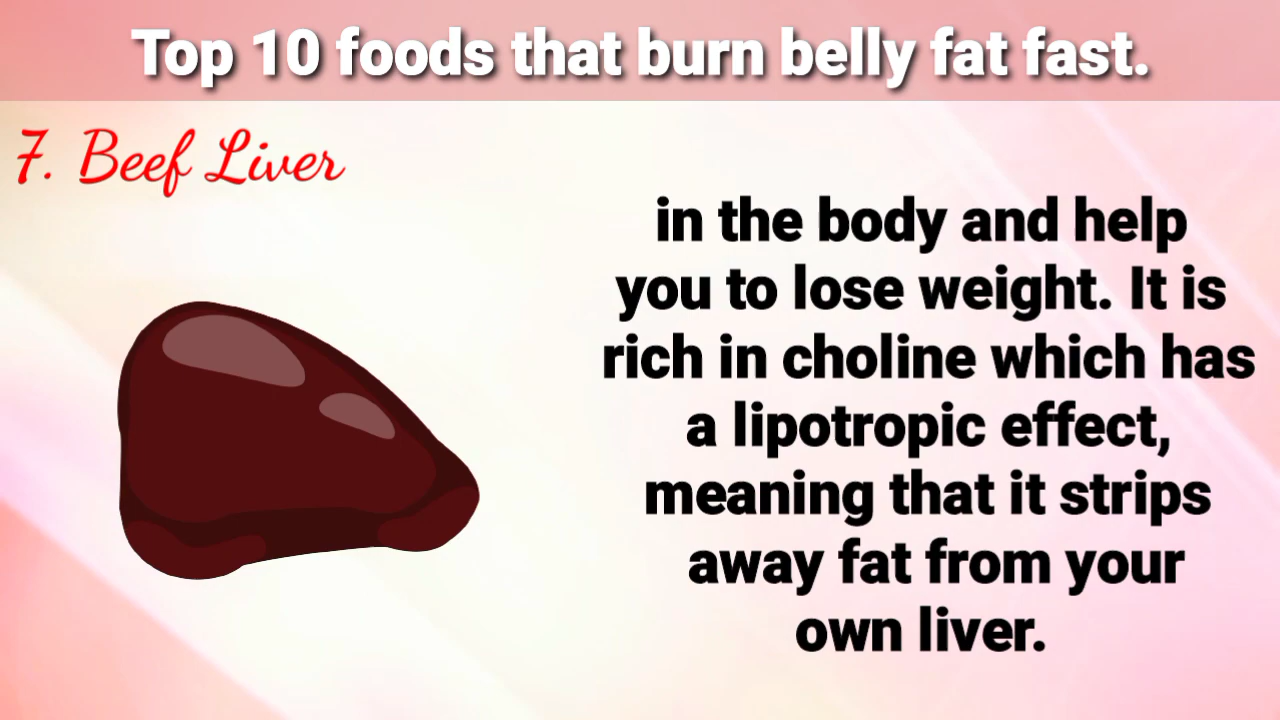 Top 10 foods that burn belly fat fast.
7. Beef Liver
in the body and help
you to lose weight. It is
rich in choline which has
a lipotropic effect,
meaning that it strips
away fat from your
own liver.